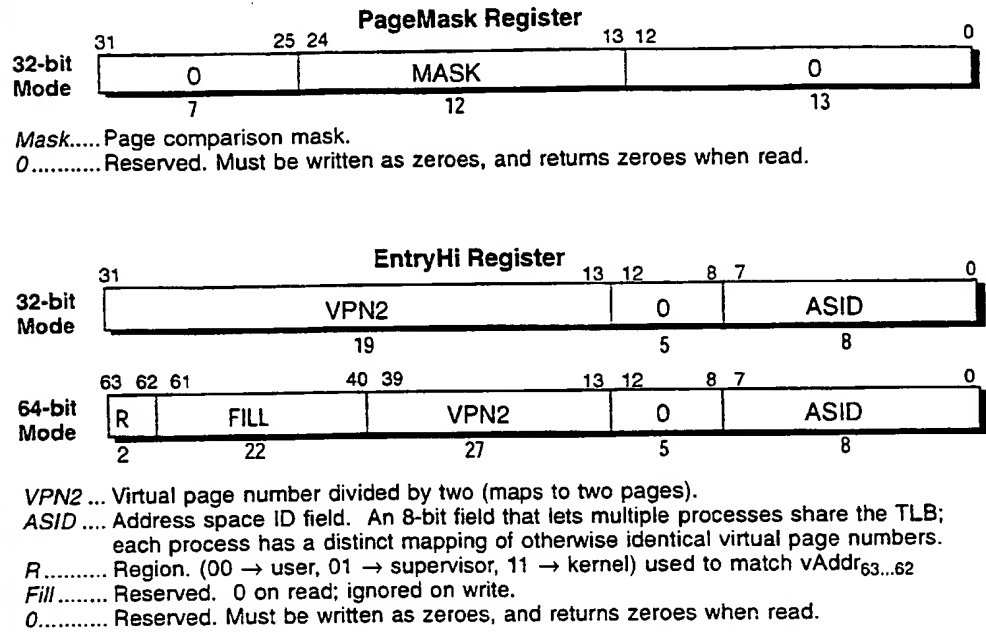 PageMask Register
31 25 24 13 12 0
32-bit Mode 0 MASK 0
7 12 13
Mask..... Page comparison mask.
0........... Reserved. Must be written as zeroes, and returns zeroes when read.
EntryHi Register
31 13 12 8 7 0
32-bit Mode VPN2 0 ASID
19 5 8
63 62 61 40 39 13 12 8 7 0
64-bit Mode R FILL VPN2 0 ASID
2 22 27 5 8
VPN2 ... Virtual page number divided by two (maps to two pages).
ASID .... Address space ID field. An 8-bit field that lets multiple processes share the TLB;
each process has a distinct mapping of otherwise identical virtual page numbers.
R.......... Region. (00 → user, 01 → supervisor, 11 → kernel) used to match vAddr63...62
Fill ........ Reserved. 0 on read; ignored on write.
0........... Reserved. Must be written as zeroes, and returns zeroes when read.